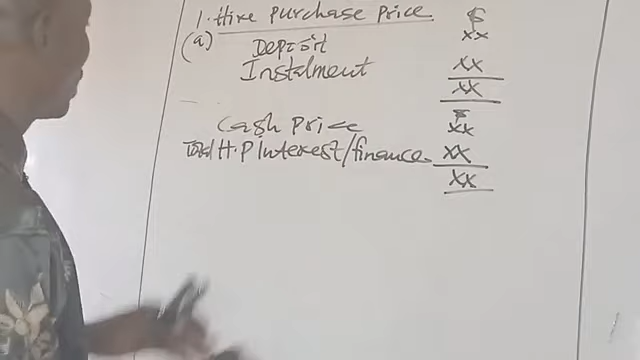 1. Hire Purchase Price $
(a) Deposit xx
Instalment xx
xx
$
Cash Price xx
Total H.P Interest/finance. xx
xx